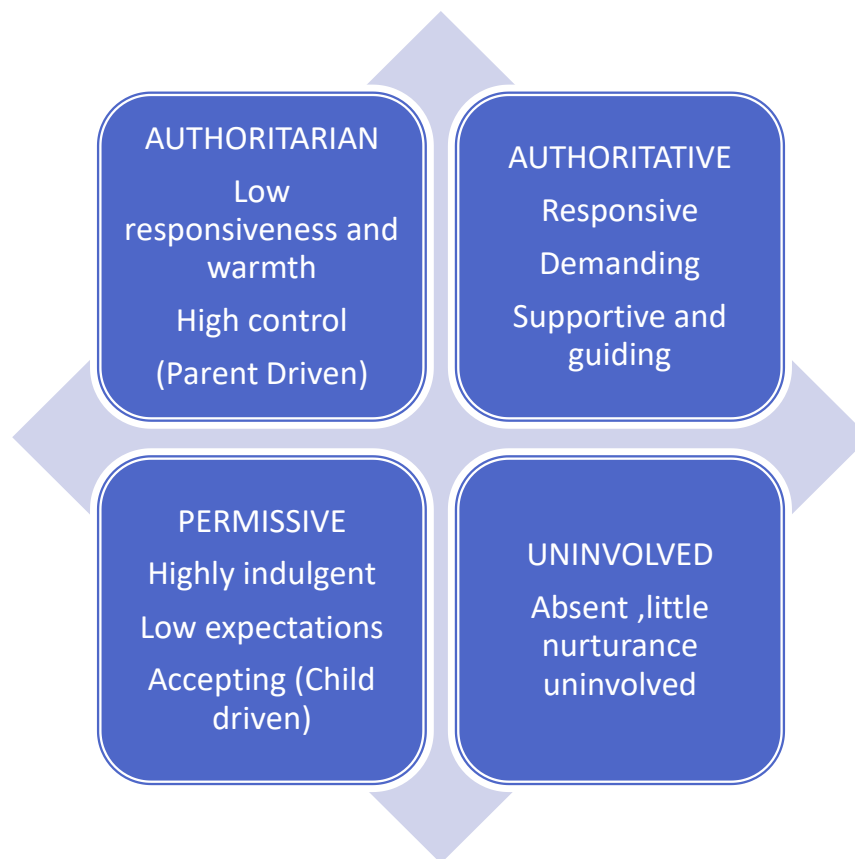 AUTHORITARIAN
Low
responsiveness and
warmth
High control
(Parent Driven)
AUTHORITATIVE
Responsive
Demanding
Supportive and
guiding
PERMISSIVE
Highly indulgent
Low expectations
Accepting (Child
driven)
UNINVOLVED
Absent ,little
nurturance
uninvolved